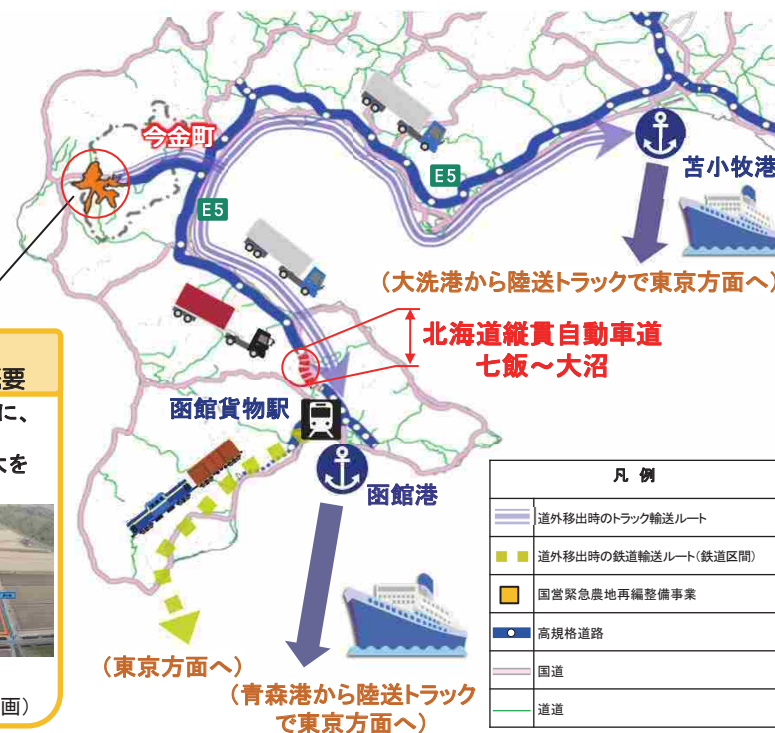 今金町
E5
E5
苫小牧港
(大洗港から陸送トラックで東京方面へ)
北海道縦貫自動車道
七飯～大沼
函館貨物駅
函館港
(東京方面へ)
(青森港から陸送トラック
で東京方面へ)
要
に、
大を
画)
凡 例
道外移出時のトラック輸送ルート
道外移出時の鉄道輸送ルート(鉄道区間)
国営緊急農地再編整備事業
高規格道路
国道
道道